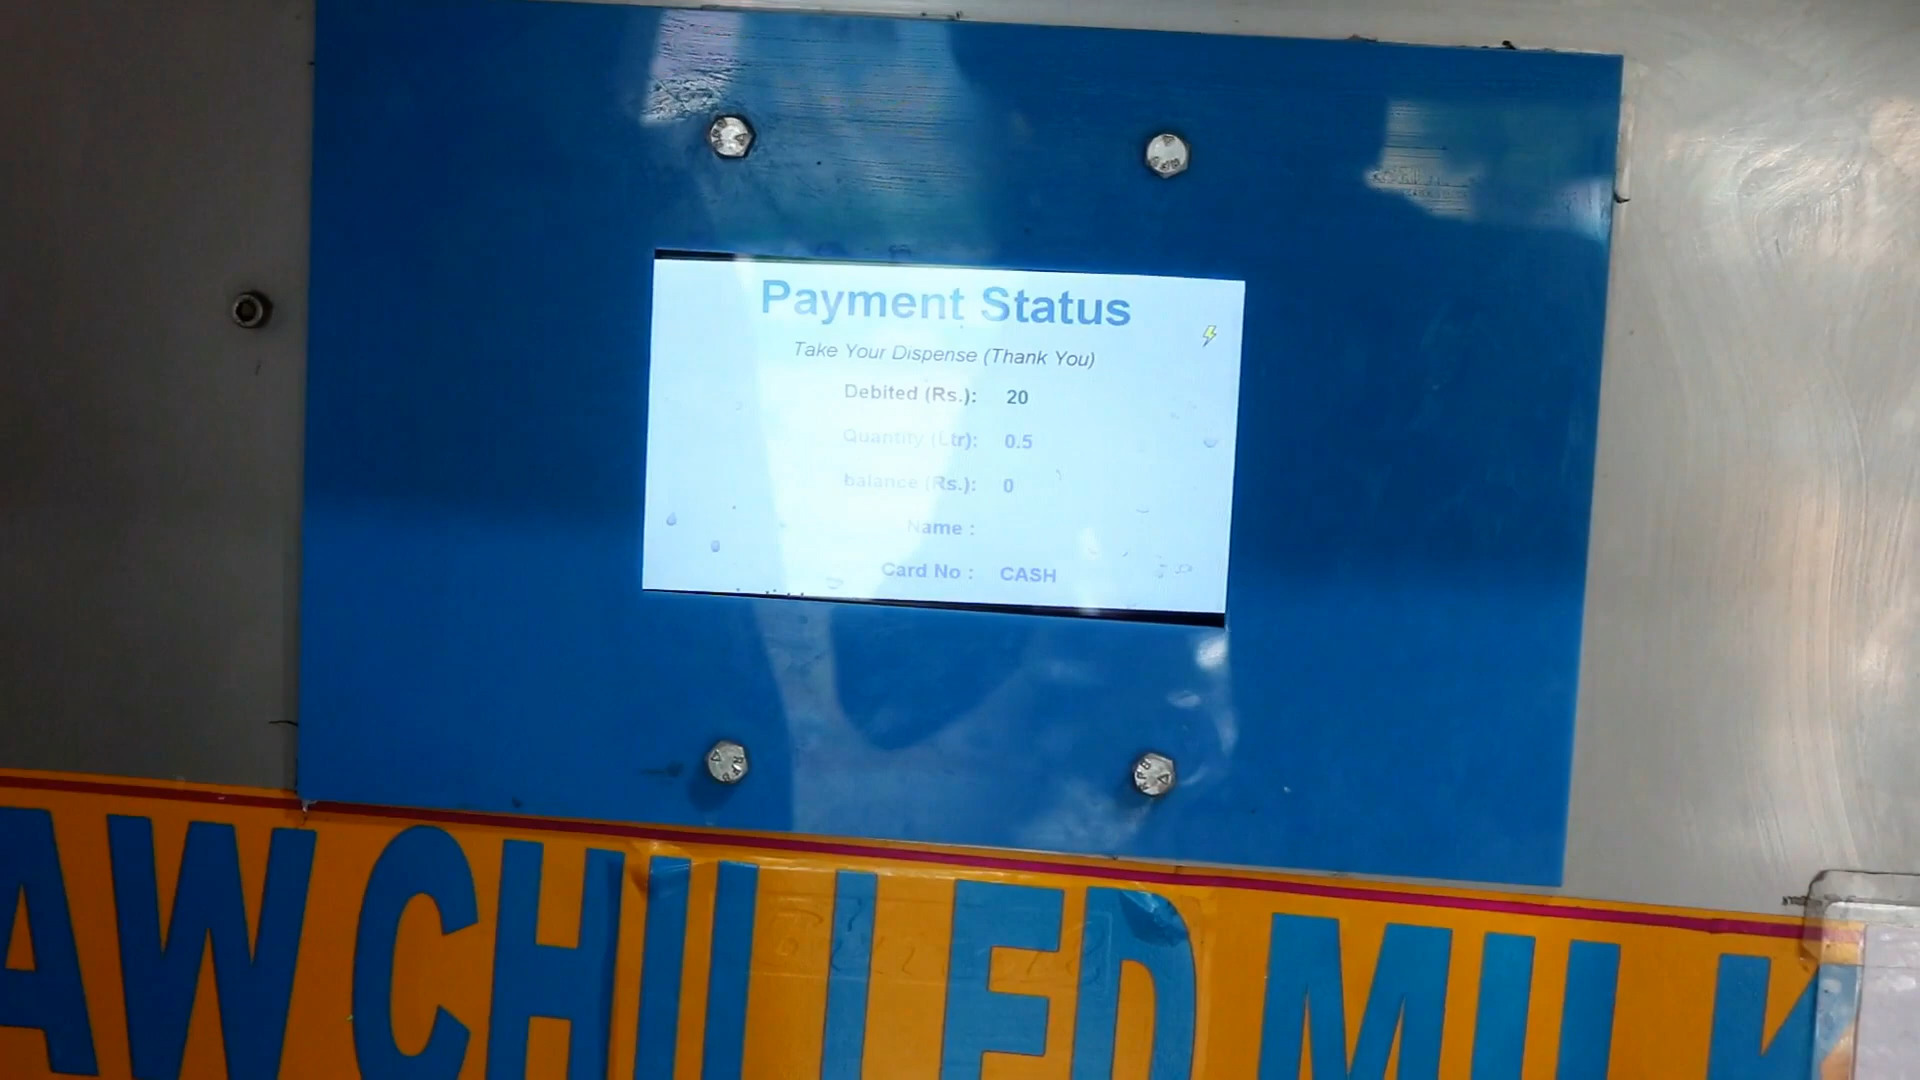 Payment Status
Take Your Dispense (Thank You)
Debited (Rs.): 20
Quantity (Ltr): 0.5
balance (Rs.): 0
Name :
Card No : CASH
AW CHILLED MILK